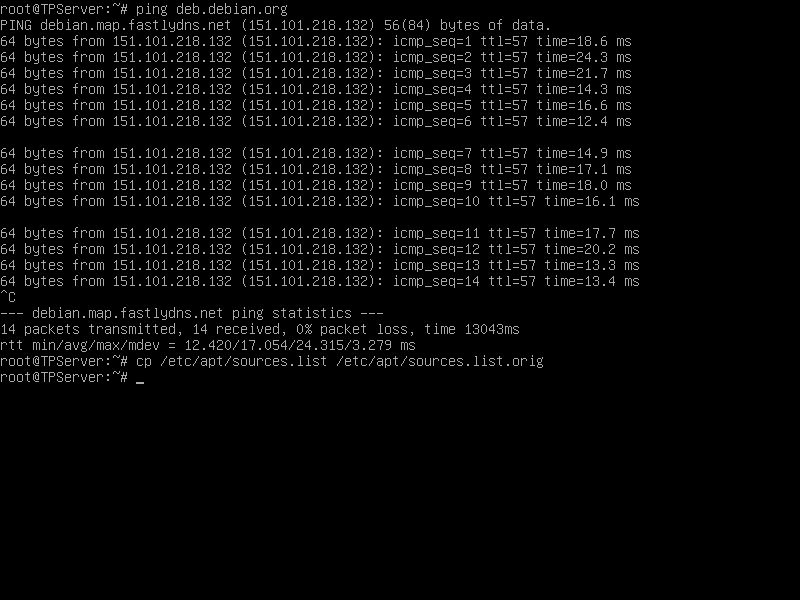 root@TPServer:~# ping deb.debian.org
PING debian.map.fastlydns.net (151.101.218.132) 56(84) bytes of data.
64 bytes from 151.101.218.132 (151.101.218.132): icmp_seq=1 ttl=57 time=18.6 ms
64 bytes from 151.101.218.132 (151.101.218.132): icmp_seq=2 ttl=57 time=24.3 ms
64 bytes from 151.101.218.132 (151.101.218.132): icmp_seq=3 ttl=57 time=21.7 ms
64 bytes from 151.101.218.132 (151.101.218.132): icmp_seq=4 ttl=57 time=14.3 ms
64 bytes from 151.101.218.132 (151.101.218.132): icmp_seq=5 ttl=57 time=16.6 ms
64 bytes from 151.101.218.132 (151.101.218.132): icmp_seq=6 ttl=57 time=12.4 ms
64 bytes from 151.101.218.132 (151.101.218.132): icmp_seq=7 ttl=57 time=14.9 ms
64 bytes from 151.101.218.132 (151.101.218.132): icmp_seq=8 ttl=57 time=17.1 ms
64 bytes from 151.101.218.132 (151.101.218.132): icmp_seq=9 ttl=57 time=18.0 ms
64 bytes from 151.101.218.132 (151.101.218.132): icmp_seq=10 ttl=57 time=16.1 ms
64 bytes from 151.101.218.132 (151.101.218.132): icmp_seq=11 ttl=57 time=17.7 ms
64 bytes from 151.101.218.132 (151.101.218.132): icmp_seq=12 ttl=57 time=20.2 ms
64 bytes from 151.101.218.132 (151.101.218.132): icmp_seq=13 ttl=57 time=13.3 ms
64 bytes from 151.101.218.132 (151.101.218.132): icmp_seq=14 ttl=57 time=13.4 ms
^C
--- debian.map.fastlydns.net ping statistics ---
14 packets transmitted, 14 received, 0% packet loss, time 13043ms
rtt min/avg/max/mdev = 12.420/17.054/24.315/3.279 ms
root@TPServer:~# cp /etc/apt/sources.list /etc/apt/sources.list.orig
root@TPServer:~# _